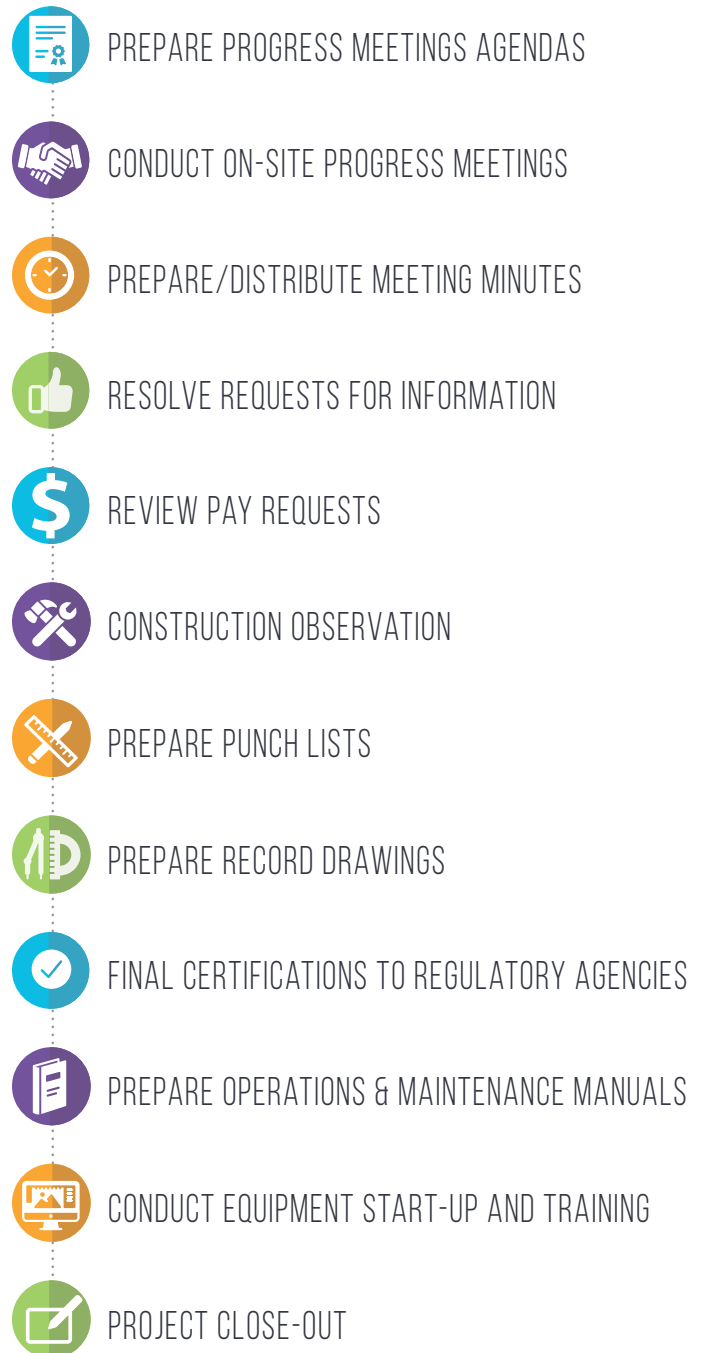 PREPARE PROGRESS MEETINGS AGENDAS
CONDUCT ON-SITE PROGRESS MEETINGS
PREPARE/DISTRIBUTE MEETING MINUTES
RESOLVE REQUESTS FOR INFORMATION
$ REVIEW PAY REQUESTS
CONSTRUCTION OBSERVATION
PREPARE PUNCH LISTS
PREPARE RECORD DRAWINGS
FINAL CERTIFICATIONS TO REGULATORY AGENCIES
PREPARE OPERATIONS & MAINTENANCE MANUALS
CONDUCT EQUIPMENT START-UP AND TRAINING
PROJECT CLOSE-OUT